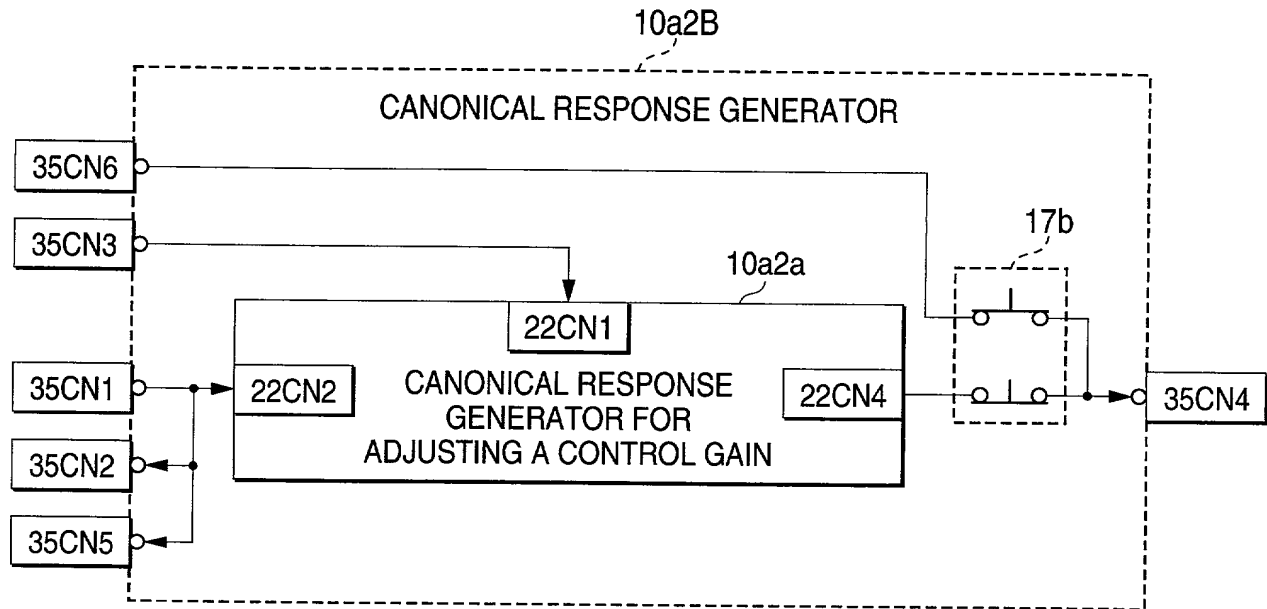 10a2B
CANONICAL RESPONSE GENERATOR
35CN6
17b
35CN3
10a2a
22CN1
35CN1
22CN2
CANONICAL RESPONSE
GENERATOR FOR
ADJUSTING A CONTROL GAIN
22CN4
35CN4
35CN2
35CN5